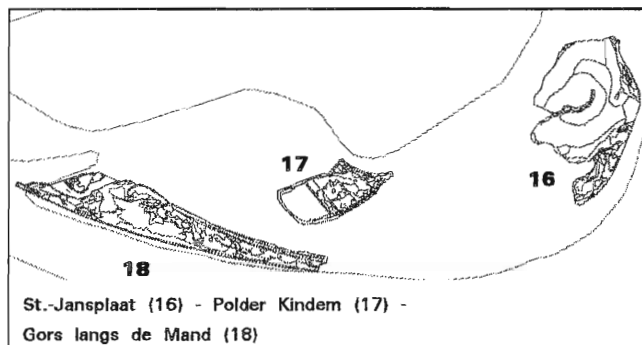 16
17
18
St.-Jansplaat (16) - Polder Kindem (17) -
Gors langs de Mand (18)